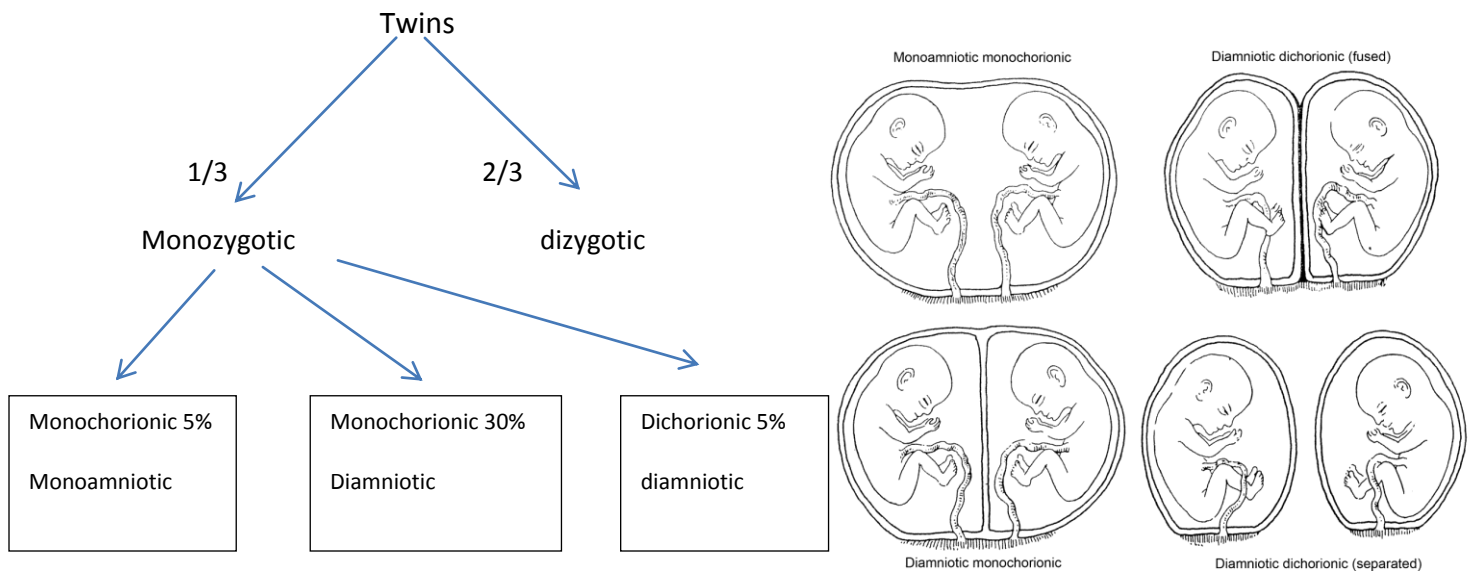 Twins
1/3
2/3
Monozygotic
dizygotic
Monochorionic 5%
Monoamniotic
Monochorionic 30%
Diamniotic
Dichorionic 5%
diamniotic
Monoamniotic monochorionic
Diamniotic dichorionic (fused)
Diamniotic monochorionic
Diamniotic dichorionic (separated)